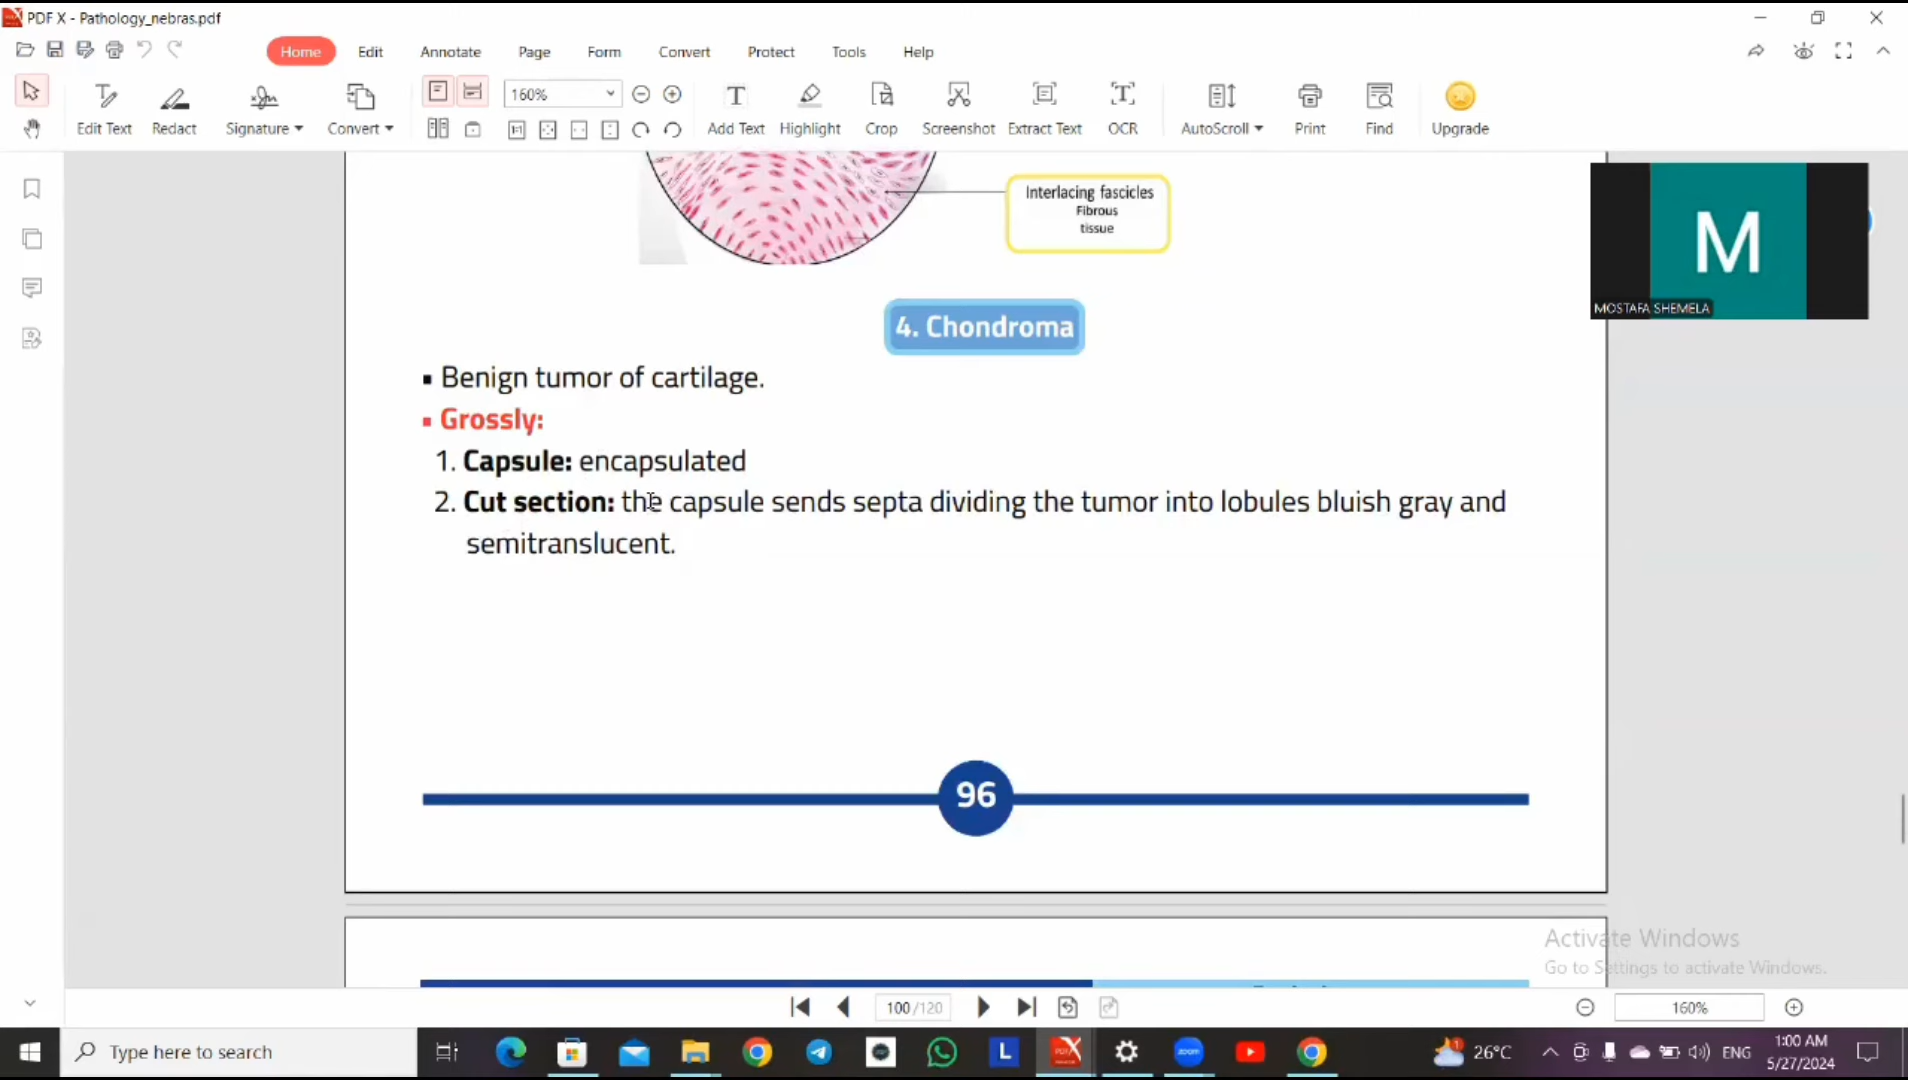 PDF X - Pathology_nebras.pdf
Home Edit Annotate Page Form Convert Protect Tools Help
160%
Edit Text Redact Signature Convert Add Text Highlight Crop Screenshot Extract Text OCR AutoScroll Print Find Upgrade
Interlacing fascicles
Fibrous
tissue
M
MOSTAFA SHEMELA
4. Chondroma
▪ Benign tumor of cartilage.
▪ Grossly:
1. Capsule: encapsulated
2. Cut section: the capsule sends septa dividing the tumor into lobules bluish gray and
semitranslucent.
96
Activate Windows
Go to Settings to activate Windows.
100 /120
160%
Type here to search
L
zoom
26°C
ENG
1:00 AM
5/27/2024